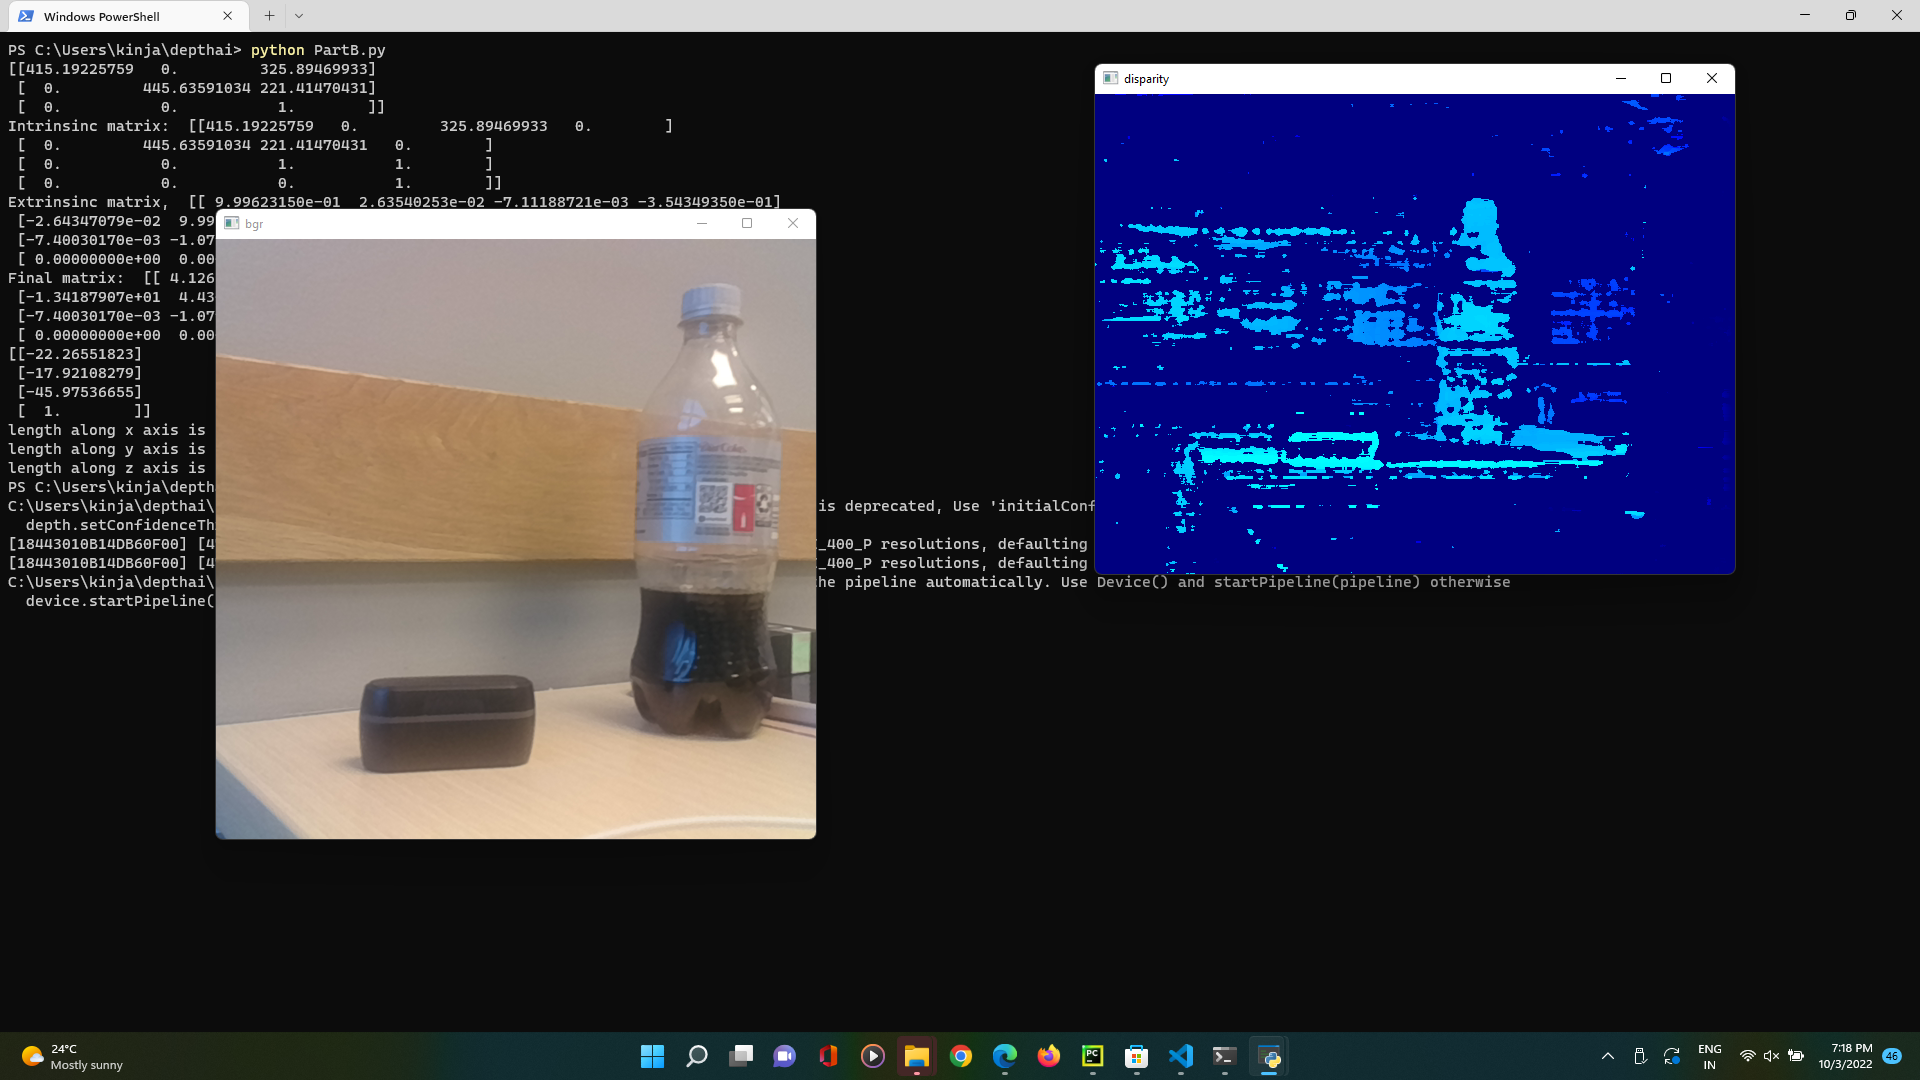 Windows PowerShell
PS C:\Users\kinja\depthai> python PartB.py
[[415.19225759 0. 325.89469933]
[ 0. 445.63591034 221.41470431]
[ 0. 0. 1. ]]
Intrinsinc matrix: [[415.19225759 0. 325.89469933 0. ]
[ 0. 445.63591034 221.41470431 0. ]
[ 0. 0. 1. 1. ]
[ 0. 0. 0. 1. ]]
Extrinsinc matrix, [[ 9.99623150e-01 2.63540253e-02 -7.11188721e-03 -3.54349350e-01]
[-2.64347079e-02 9.99
[-7.40030170e-03 -1.07
[ 0.00000000e+00 0.00
Final matrix: [[ 4.126
[-1.34187907e+01 4.43
[-7.40030170e-03 -1.07
[ 0.00000000e+00 0.00
[[-22.26551823]
[-17.92108279]
[-45.97536655]
[ 1. ]]
length along x axis is
length along y axis is
length along z axis is
PS C:\Users\kinja\depth
C:\Users\kinja\depthai\ is deprecated, Use 'initialConf
depth.setConfidenceTh
[18443010B14DB60F00] [4 _400_P resolutions, defaulting
[18443010B14DB60F00] [4 _400_P resolutions, defaulting
C:\Users\kinja\depthai\ he pipeline automatically. Use Device() and startPipeline(pipeline) otherwise
device.startPipeline(
bgr
disparity
24°C
Mostly sunny
ENG
IN
7:18 PM
10/3/2022
46
PC